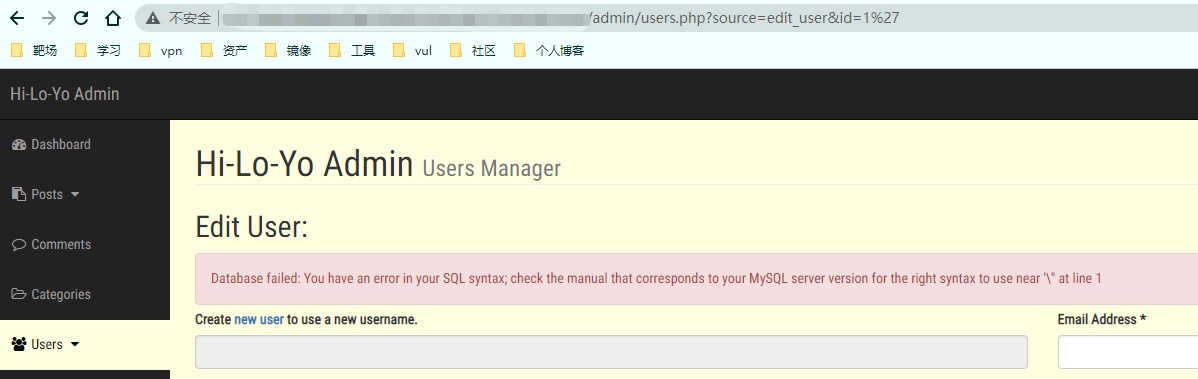 不安全 | /admin/users.php?source=edit_user&id=1%27
靶场 学习 vpn 资产 镜像 工具 vul 社区 个人博客
Hi-Lo-Yo Admin
Dashboard
Posts
Comments
Categories
Users
Hi-Lo-Yo Admin Users Manager
Edit User:
Database failed: You have an error in your SQL syntax; check the manual that corresponds to your MySQL server version for the right syntax to use near '\'' at line 1
Create new user to use a new username.
Email Address *